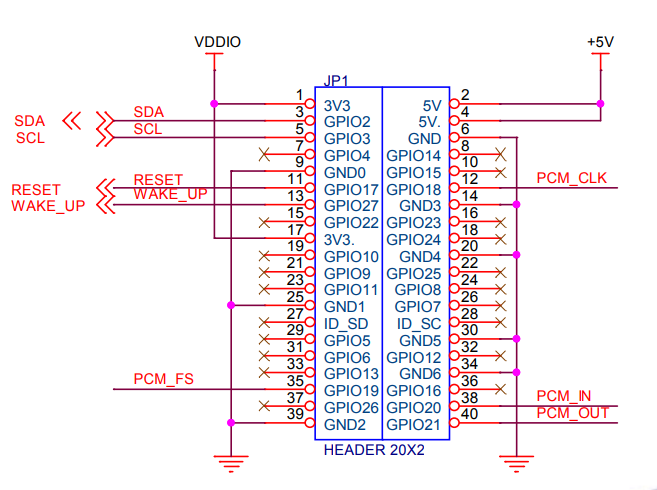 VDDIO +5V
JP1
1 3V3 5V 2
SDA SDA 3 GPIO2 5V. 4
SCL SCL 5 GPIO3 GND 6
7 GPIO4 GPIO14 8
9 GND0 GPIO15 10
RESET RESET 11 GPIO17 GPIO18 12 PCM_CLK
WAKE_UP WAKE_UP 13 GPIO27 GND3 14
15 GPIO22 GPIO23 16
17 3V3. GPIO24 18
19 GPIO10 GND4 20
21 GPIO9 GPIO25 22
23 GPIO11 GPIO8 24
25 GND1 GPIO7 26
27 ID_SD ID_SC 28
29 GPIO5 GND5 30
31 GPIO6 GPIO12 32
33 GPIO13 GND6 34
PCM_FS 35 GPIO19 GPIO16 36
37 GPIO26 GPIO20 38 PCM_IN
39 GND2 GPIO21 40 PCM_OUT
HEADER 20X2